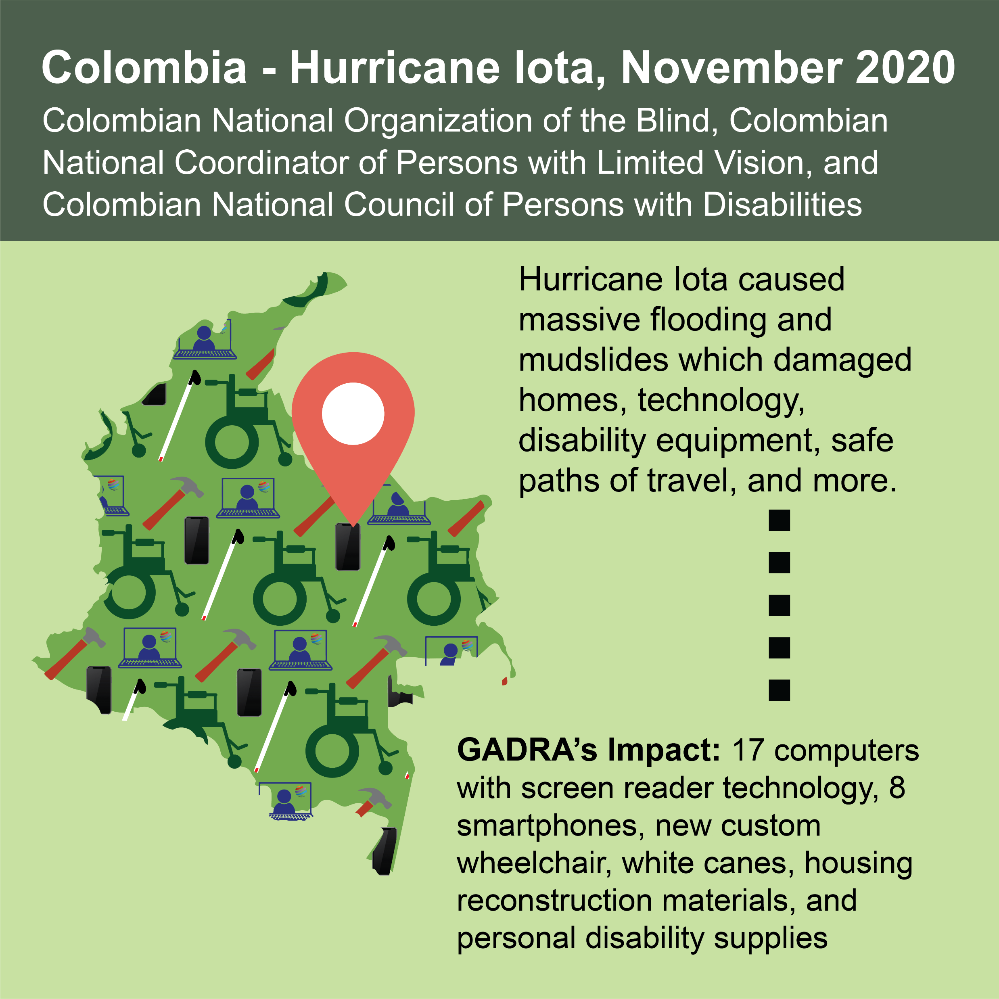 Colombia - Hurricane Iota, November 2020
Colombian National Organization of the Blind, Colombian
National Coordinator of Persons with Limited Vision, and
Colombian National Council of Persons with Disabilities
Hurricane Iota caused
massive flooding and
mudslides which damaged
homes, technology,
disability equipment, safe
paths of travel, and more.
GADRA’s Impact: 17 computers
with screen reader technology, 8
smartphones, new custom
wheelchair, white canes, housing
reconstruction materials, and
personal disability supplies